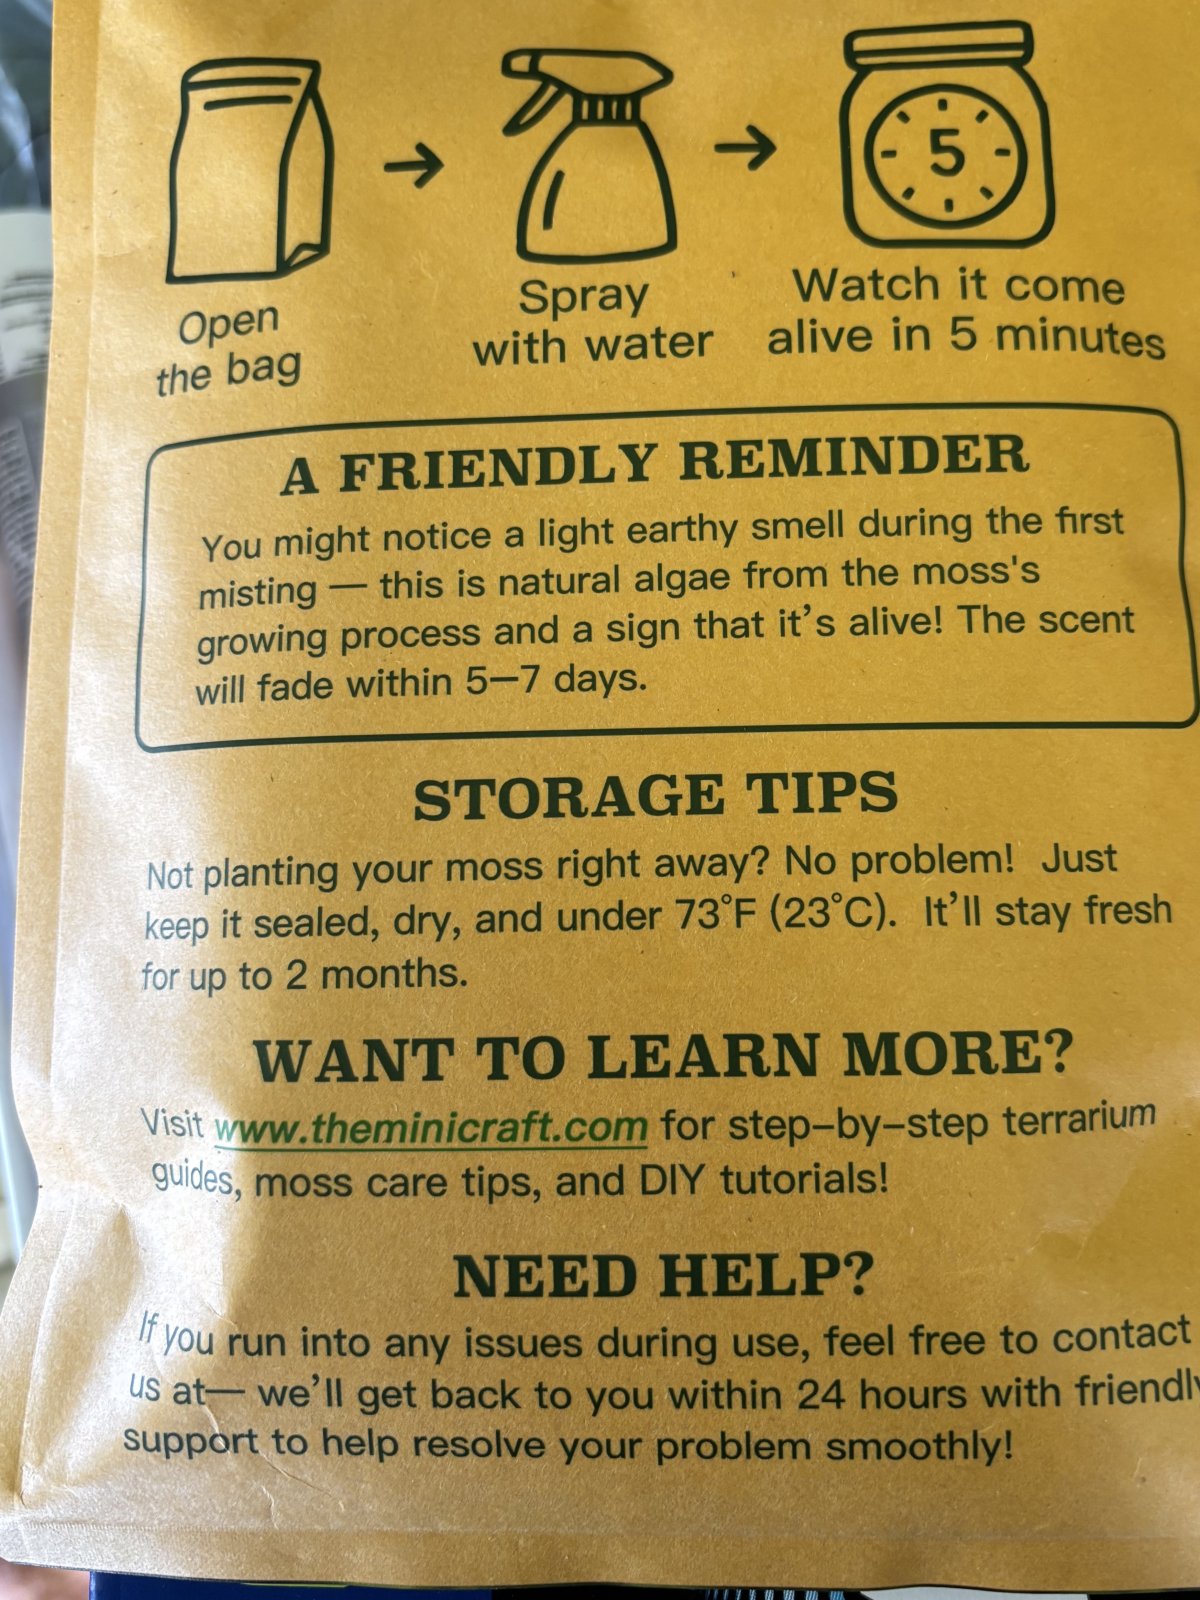 5
Open
the bag
Spray
with water
Watch it come
alive in 5 minutes
A FRIENDLY REMINDER
You might notice a light earthy smell during the first
misting — this is natural algae from the moss's
growing process and a sign that it’s alive! The scent
will fade within 5–7 days.
STORAGE TIPS
Not planting your moss right away? No problem! Just
keep it sealed, dry, and under 73°F (23°C). It’ll stay fresh
for up to 2 months.
WANT TO LEARN MORE?
Visit www.theminicraft.com for step–by–step terrarium
guides, moss care tips, and DIY tutorials!
NEED HELP?
If you run into any issues during use, feel free to contact
us at— we’ll get back to you within 24 hours with friendly
support to help resolve your problem smoothly!